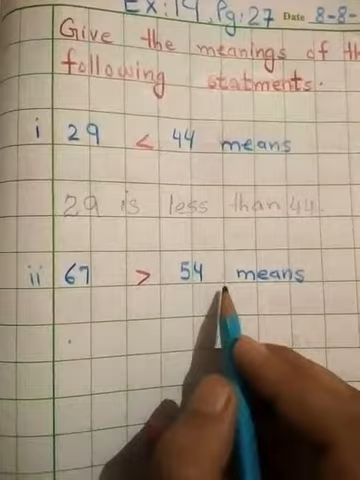 Ex:14, Pg:27 Date 8-8-
Give the meanings of th
following statments.
i 29 < 44 means
29 is less than 44.
ii 67 > 54 means